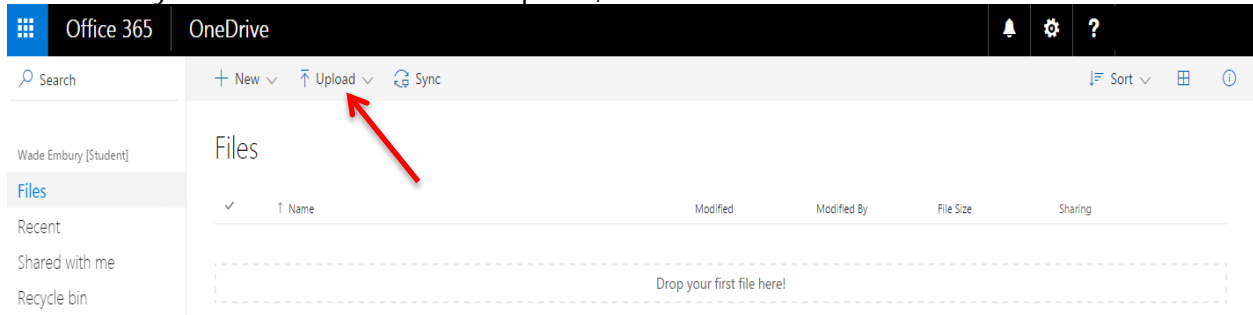 Office 365 OneDrive ?
Search + New Upload Sync Sort
Wade Embury [Student]
Files
Files
Name Modified Modified By File Size Sharing
Recent
Shared with me
Drop your first file here!
Recycle bin